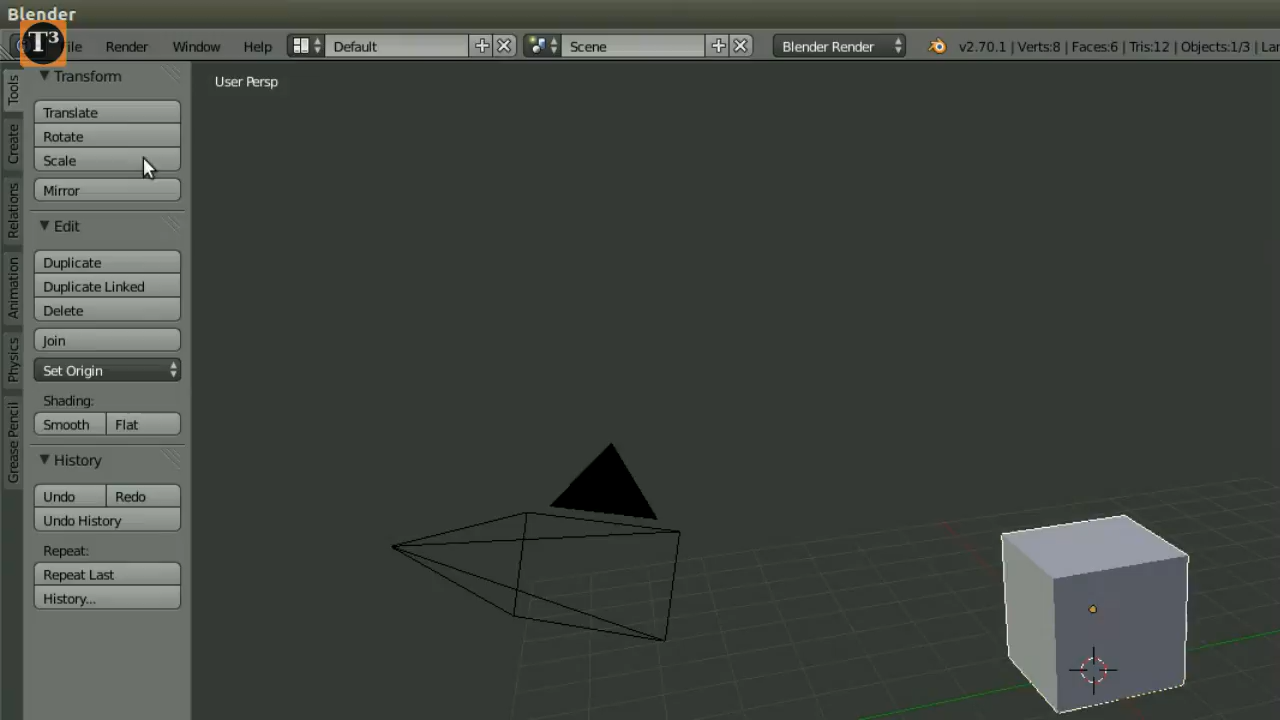 Blender
T³
File Render Window Help Default Scene Blender Render v2.70.1 | Verts:8 | Faces:6 | Tris:12 | Objects:1/3 | Lar
Tools
Create
Relations
Animation
Physics
Grease Pencil
Transform
Translate
Rotate
Scale
Mirror
Edit
Duplicate
Duplicate Linked
Delete
Join
Set Origin
Shading:
Smooth Flat
History
Undo Redo
Undo History
Repeat:
Repeat Last
History...
User Persp